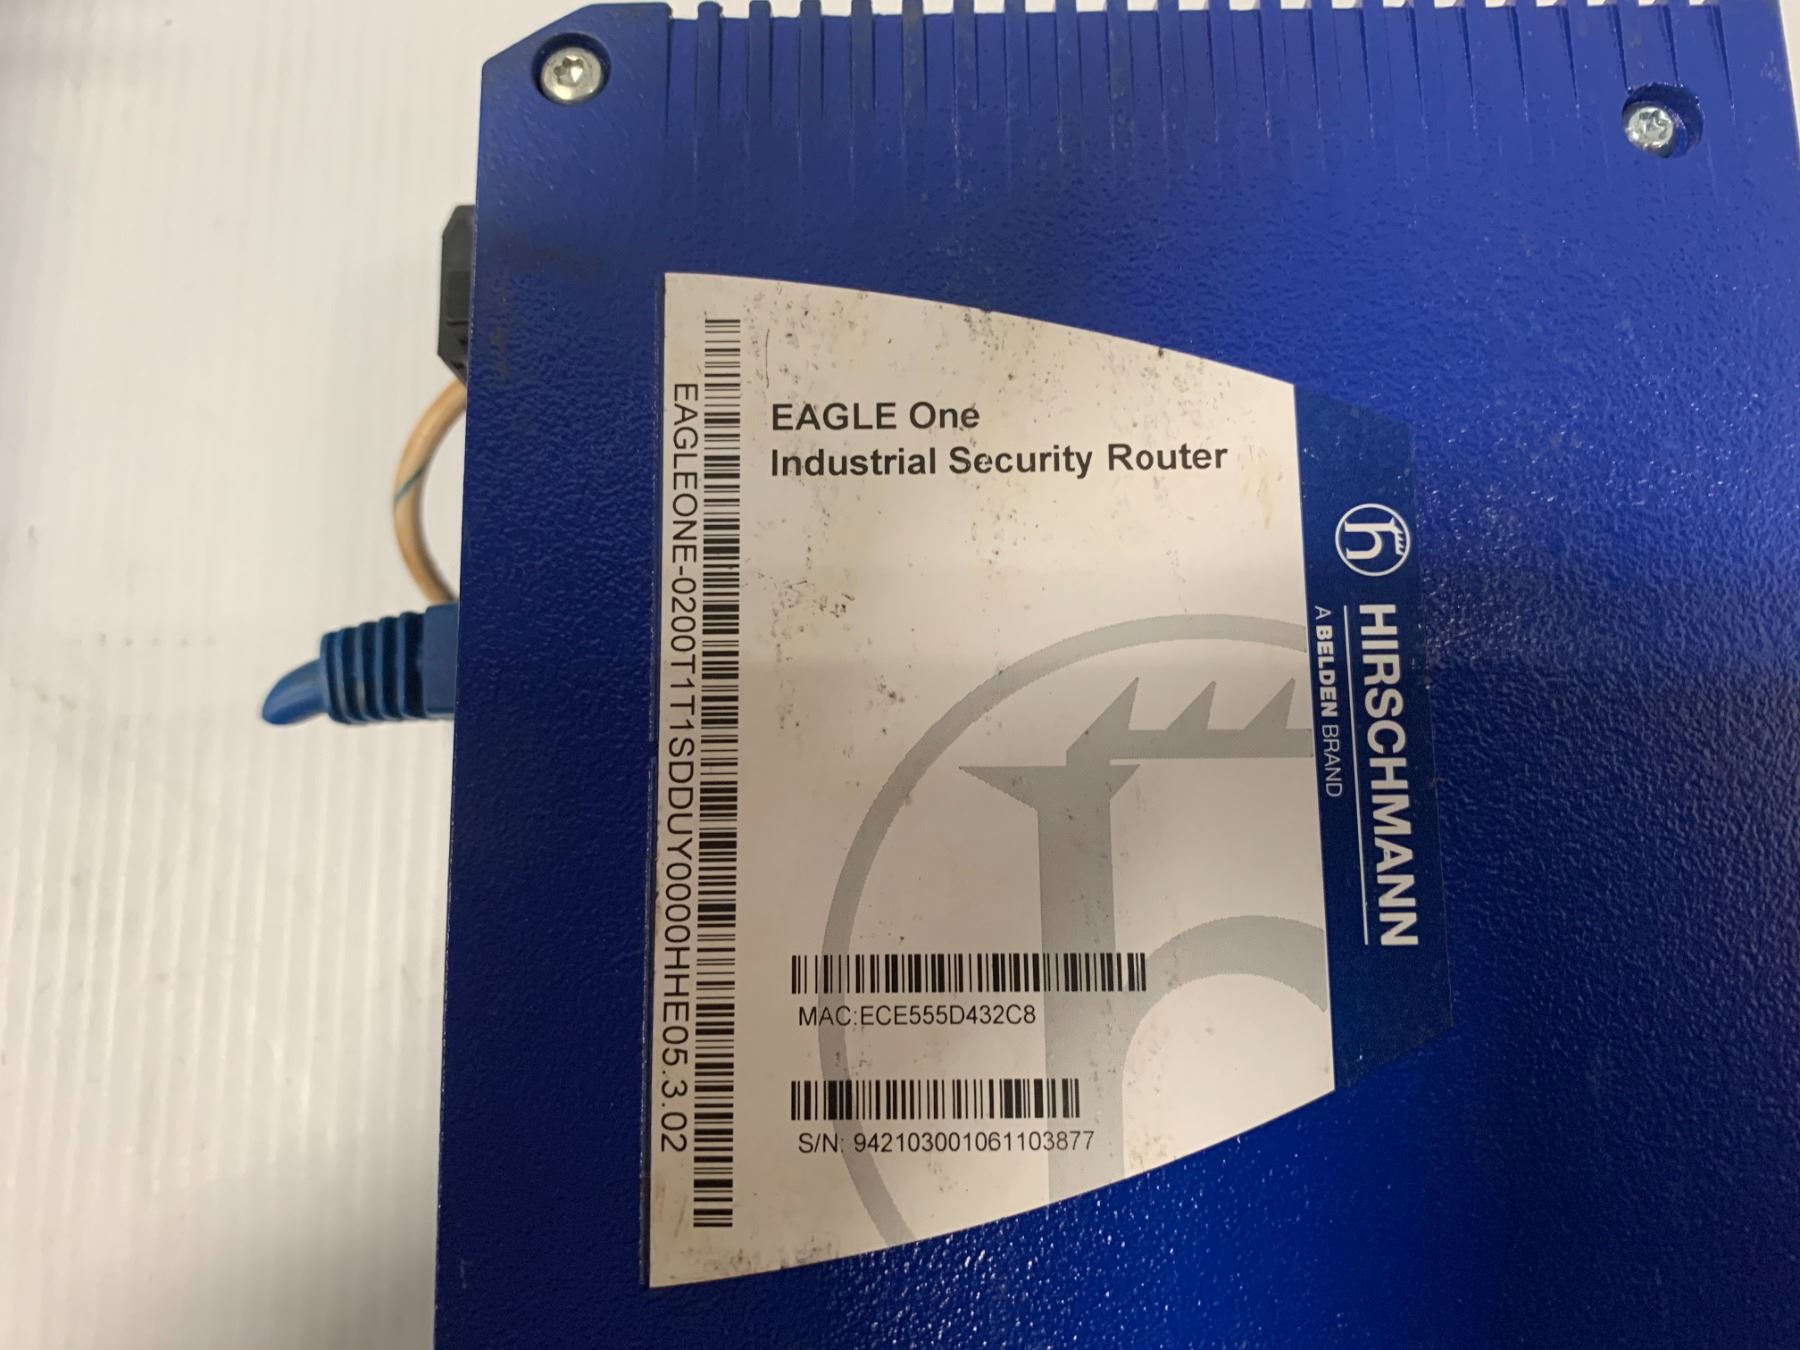 EAGLE One
Industrial Security Router
EAGLEONE-0200T1T1SDDUY0000HHE05.3.02
MAC:ECE555D432C8
S/N: 942103001061103877
HIRSCHMANN
A BELDEN BRAND